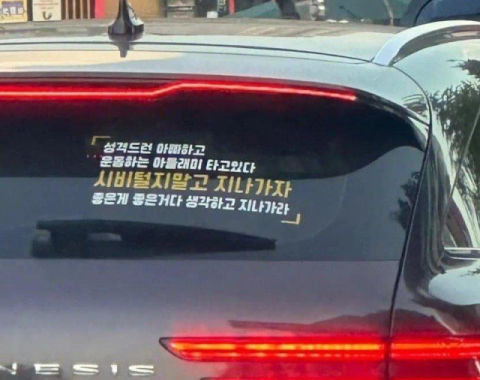 성격드런 아빠하고
운동하는 아들래미 타고있다
시비털지말고 지나가자
좋은게 좋은거다 생각하고 지나가라
NESIS